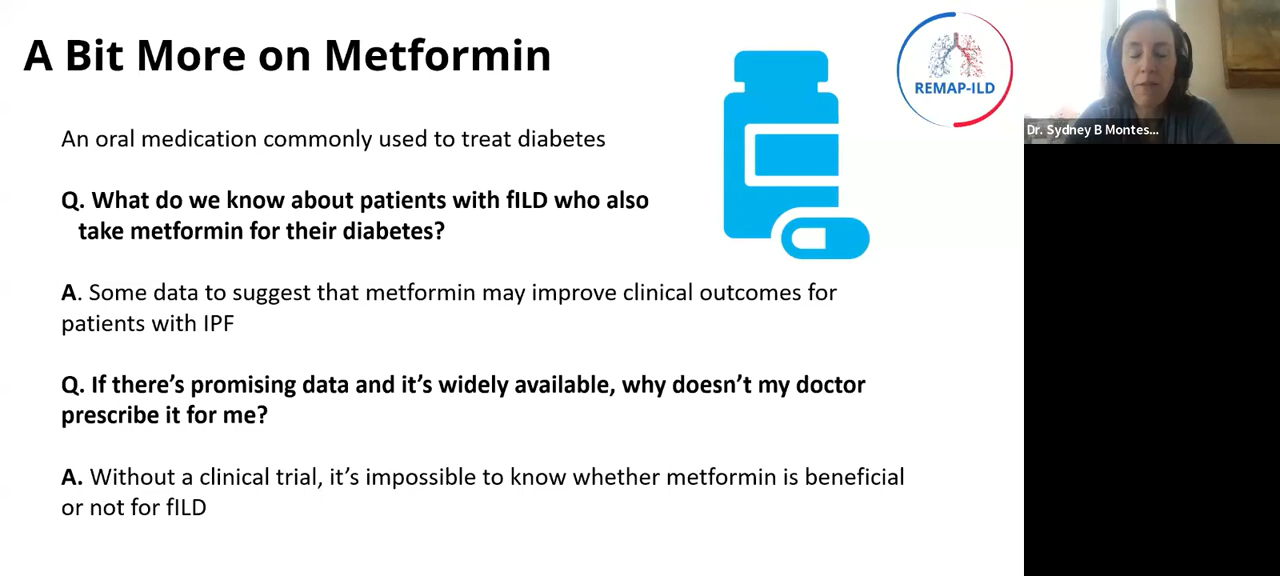 A Bit More on Metformin
REMAP-ILD
Dr. Sydney B Montes...
An oral medication commonly used to treat diabetes
Q. What do we know about patients with fILD who also
take metformin for their diabetes?
A. Some data to suggest that metformin may improve clinical outcomes for
patients with IPF
Q. If there’s promising data and it’s widely available, why doesn’t my doctor
prescribe it for me?
A. Without a clinical trial, it’s impossible to know whether metformin is beneficial
or not for fILD